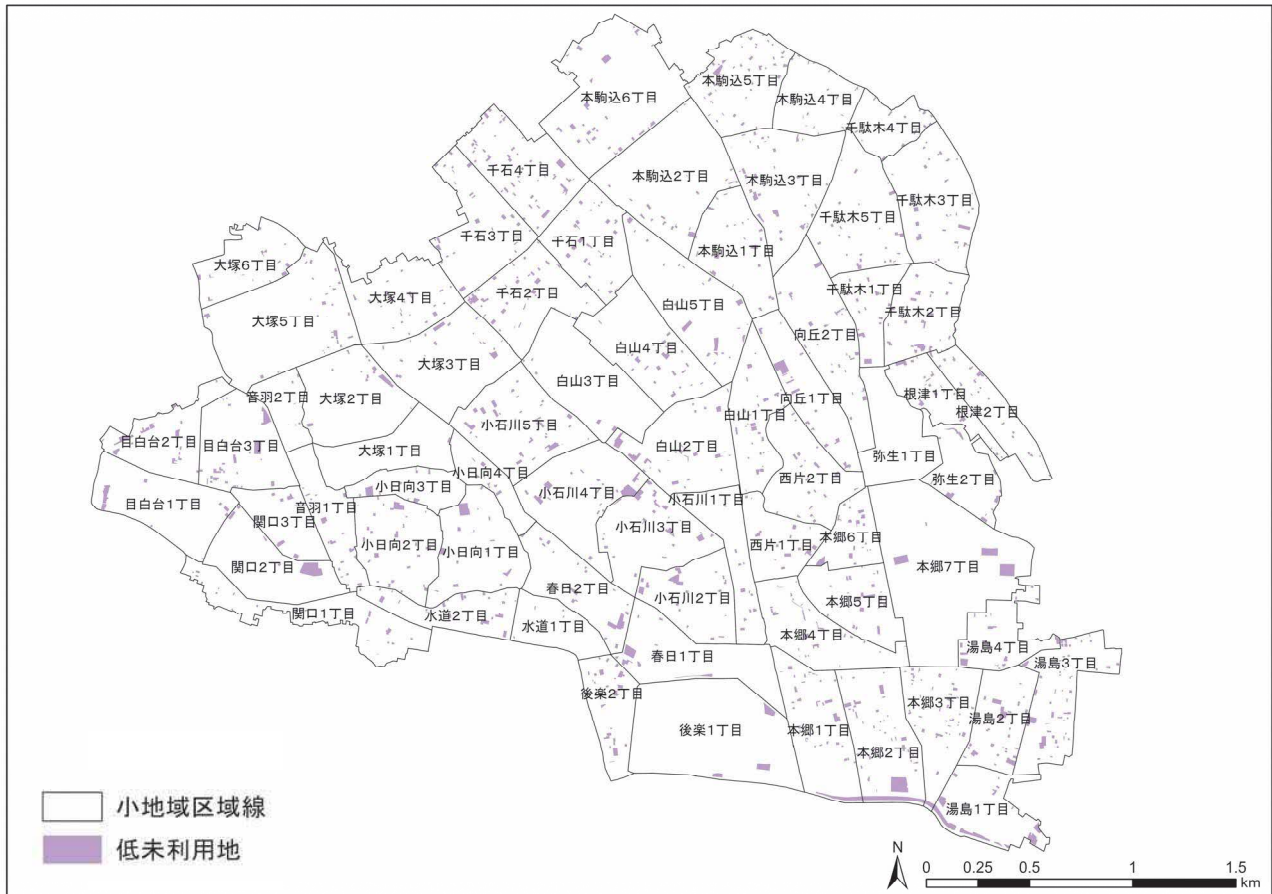 本駒込5丁目
本駒込6丁目
本駒込4丁目
千駄木4丁目
千石4丁目
本駒込2丁目
本駒込3丁目
千駄木3丁目
千駄木5丁目
千石3丁目
千石1丁目
本駒込1丁目
大塚6丁目
大塚4丁目
千石2丁目
千駄木1丁目
白山5丁目
千駄木2丁目
大塚5丁目
向丘2丁目
白山4丁目
大塚3丁目
白山3丁目
音羽2丁目
大塚2丁目
向丘1丁目
根津1丁目
根津2丁目
白山1丁目
小石川5丁目
目白台2丁目
目白台3丁目
白山2丁目
大塚1丁目
弥生1丁目
小日向4丁目
西片2丁目
弥生2丁目
小日向3丁目
小石川4丁目
小石川1丁目
目白台1丁目
音羽1丁目
関口3丁目
小石川3丁目
本郷6丁目
小日向2丁目
小日向1丁目
西片1丁目
関口2丁目
本郷7丁目
春日2丁目
小石川2丁目
本郷5丁目
関口1丁目
水道2丁目
水道1丁目
本郷4丁目
湯島4丁目
春日1丁目
湯島3丁目
後楽2丁目
本郷3丁目
湯島2丁目
後楽1丁目
本郷1丁目
本郷2丁目
湯島1丁目
小地域区域線
低未利用地
N
0 0.25 0.5 1 1.5
km